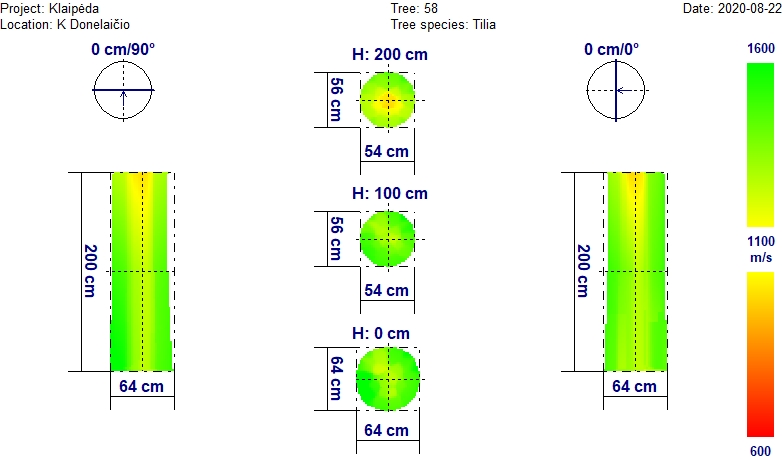 Project: Klaipėda
Tree: 58
Date: 2020-08-22
Location: K Donelaičio
Tree species: Tilia
0 cm/90°
H: 200 cm
0 cm/0°
1600
56 cm
54 cm
H: 100 cm
56 cm
54 cm
200 cm
200 cm
1100
m/s
H: 0 cm
64 cm
64 cm
64 cm
64 cm
600